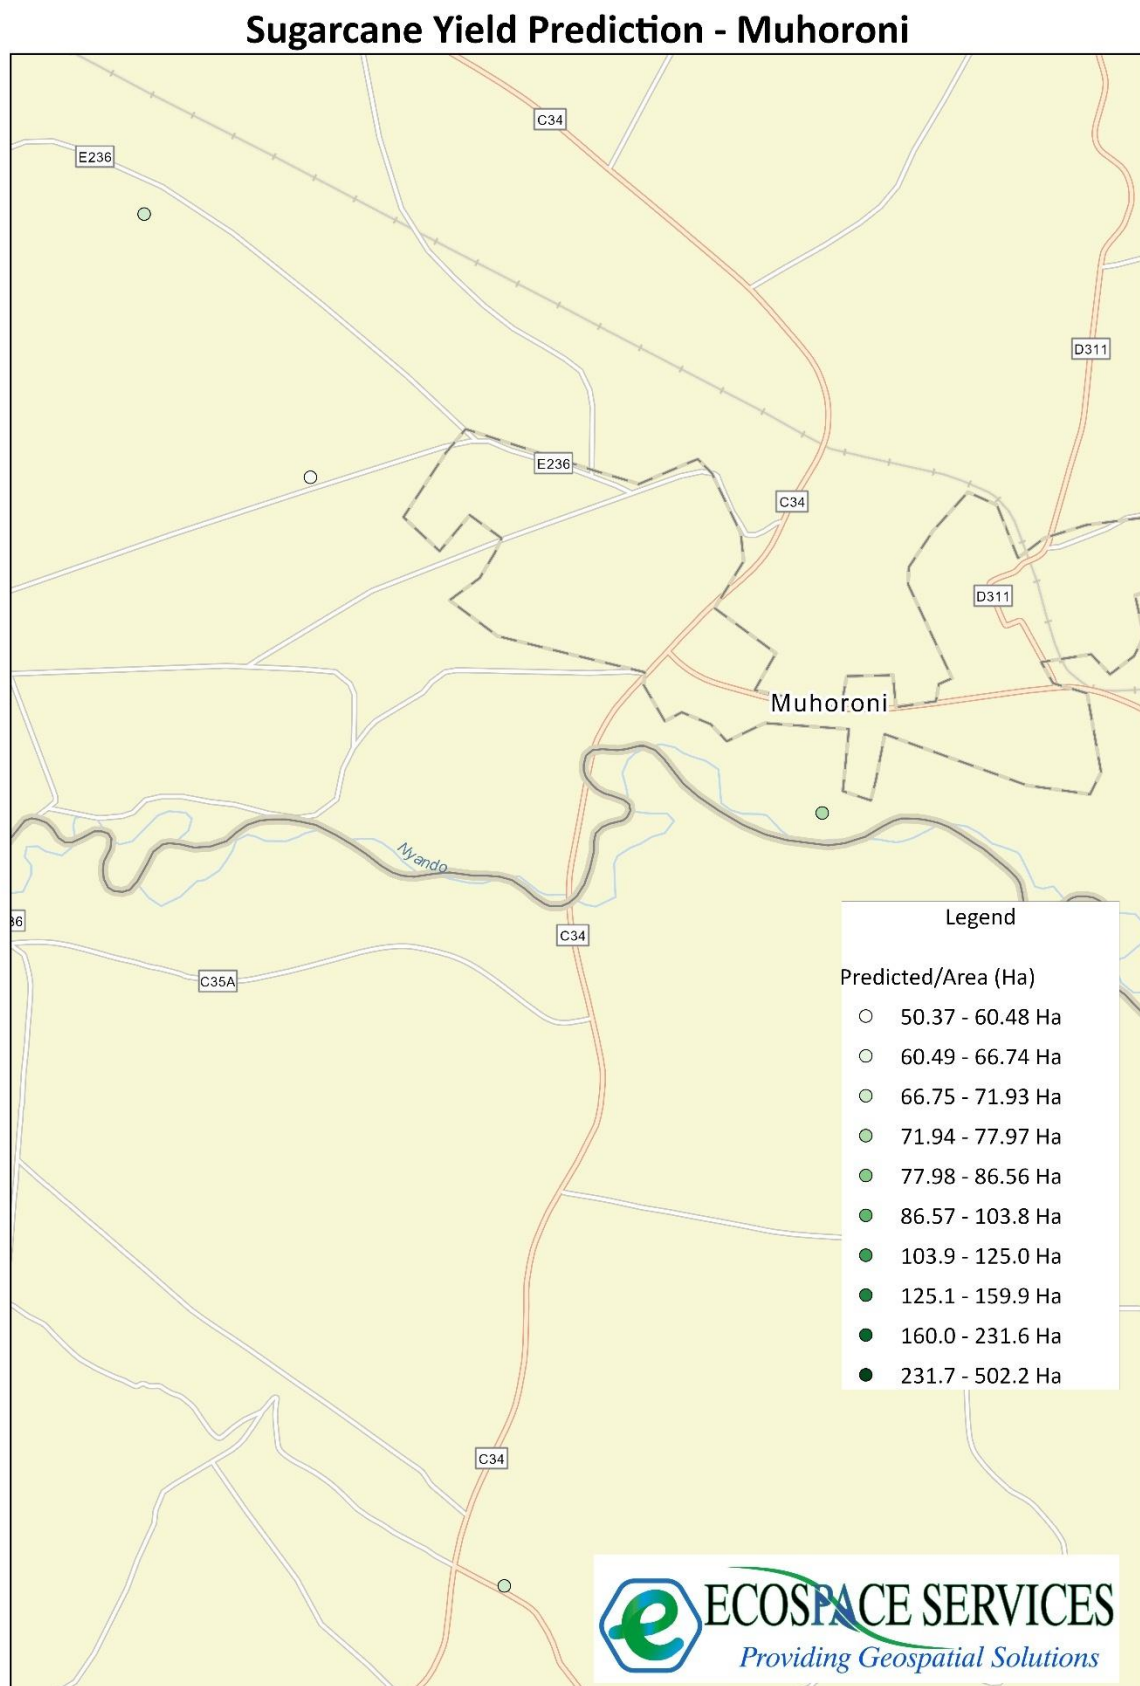 Sugarcane Yield Prediction - Muhoroni
C34
E236
D311
E236
C34
D311
Muhoroni
Nyando
36
C34
C35A
Legend
Predicted/Area (Ha)
50.37 - 60.48 Ha
60.49 - 66.74 Ha
66.75 - 71.93 Ha
71.94 - 77.97 Ha
77.98 - 86.56 Ha
86.57 - 103.8 Ha
103.9 - 125.0 Ha
125.1 - 159.9 Ha
160.0 - 231.6 Ha
231.7 - 502.2 Ha
C34
ECOSPACE SERVICES
Providing Geospatial Solutions